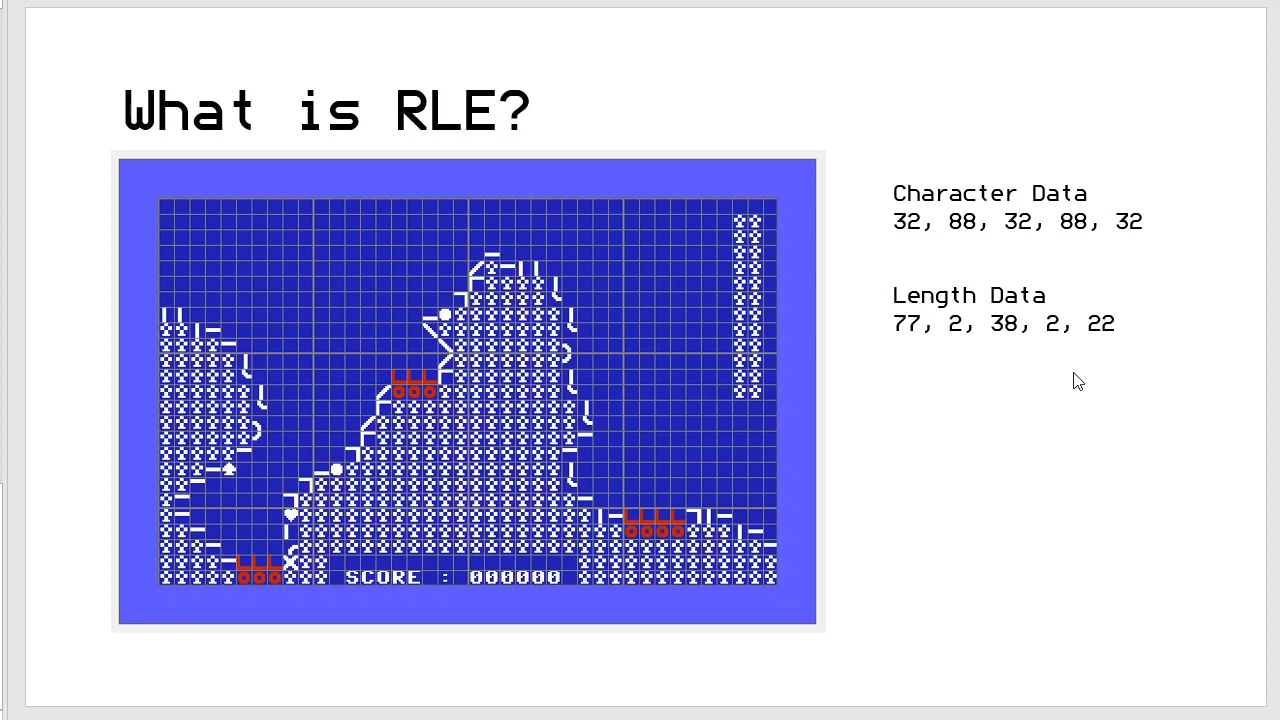 What is RLE?
Character Data
32, 88, 32, 88, 32
Length Data
77, 2, 38, 2, 22
SCORE : 000000